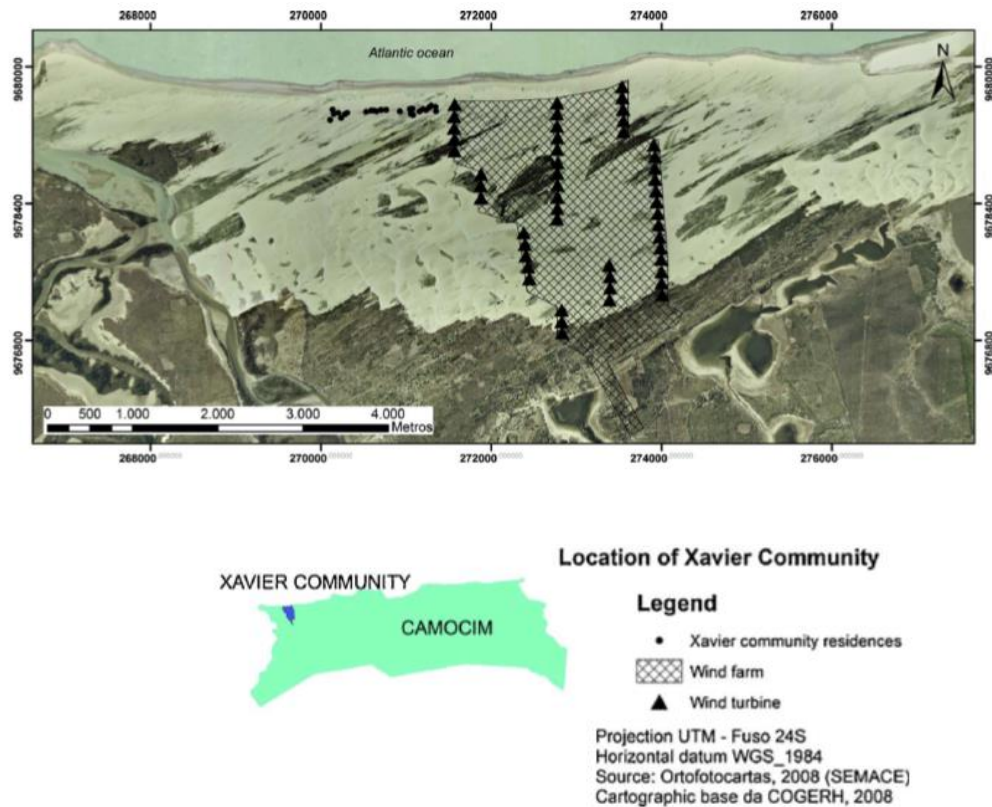 268000 270000 272000 274000 276000
Atlantic ocean
N
9680000 9680000
9678400 9678400
9676800 9676800
0 500 1.000 2.000 3.000 4.000
Metros
268000 270000 272000 274000 276000
Location of Xavier Community
XAVIER COMMUNITY
CAMOCIM
Legend
Xavier community residences
Wind farm
Wind turbine
Projection UTM - Fuso 24S
Horizontal datum WGS_1984
Source: Ortofotocartas, 2008 (SEMACE)
Cartographic base da COGERH, 2008